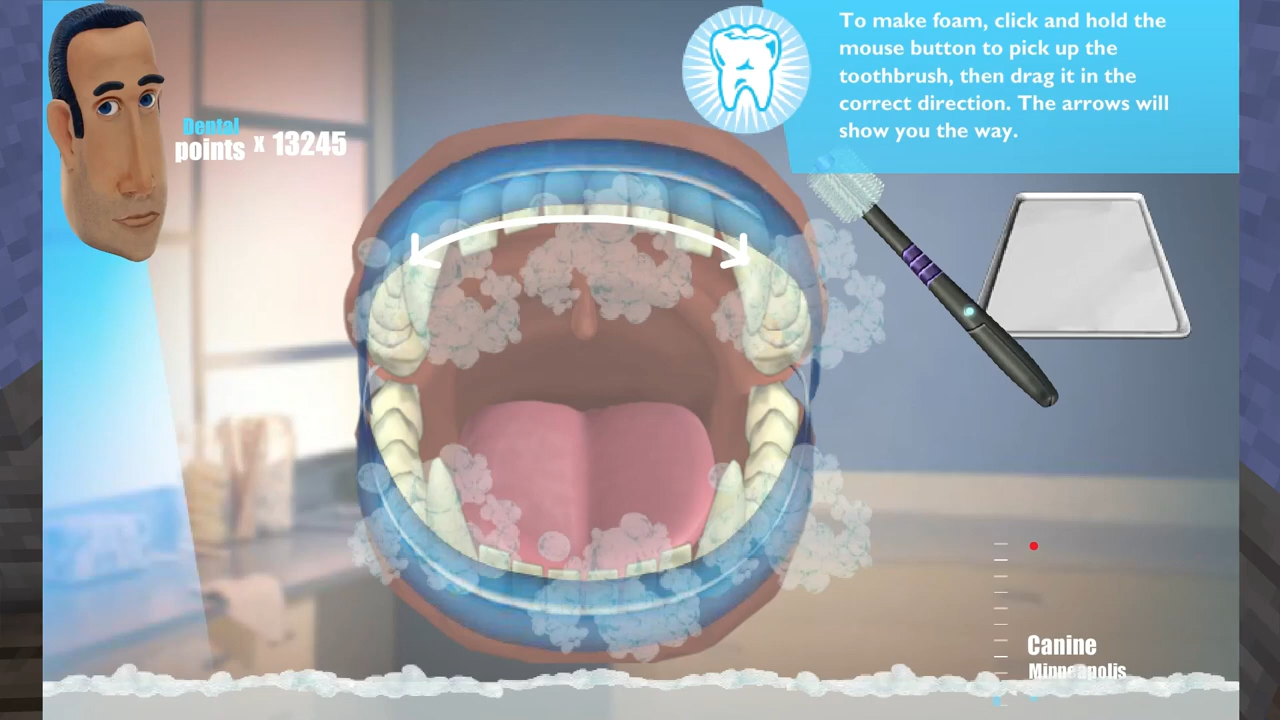 To make foam, click and hold the
mouse button to pick up the
toothbrush, then drag it in the
correct direction. The arrows will
show you the way.
Dental
points x 13245
Canine
Minneapolis